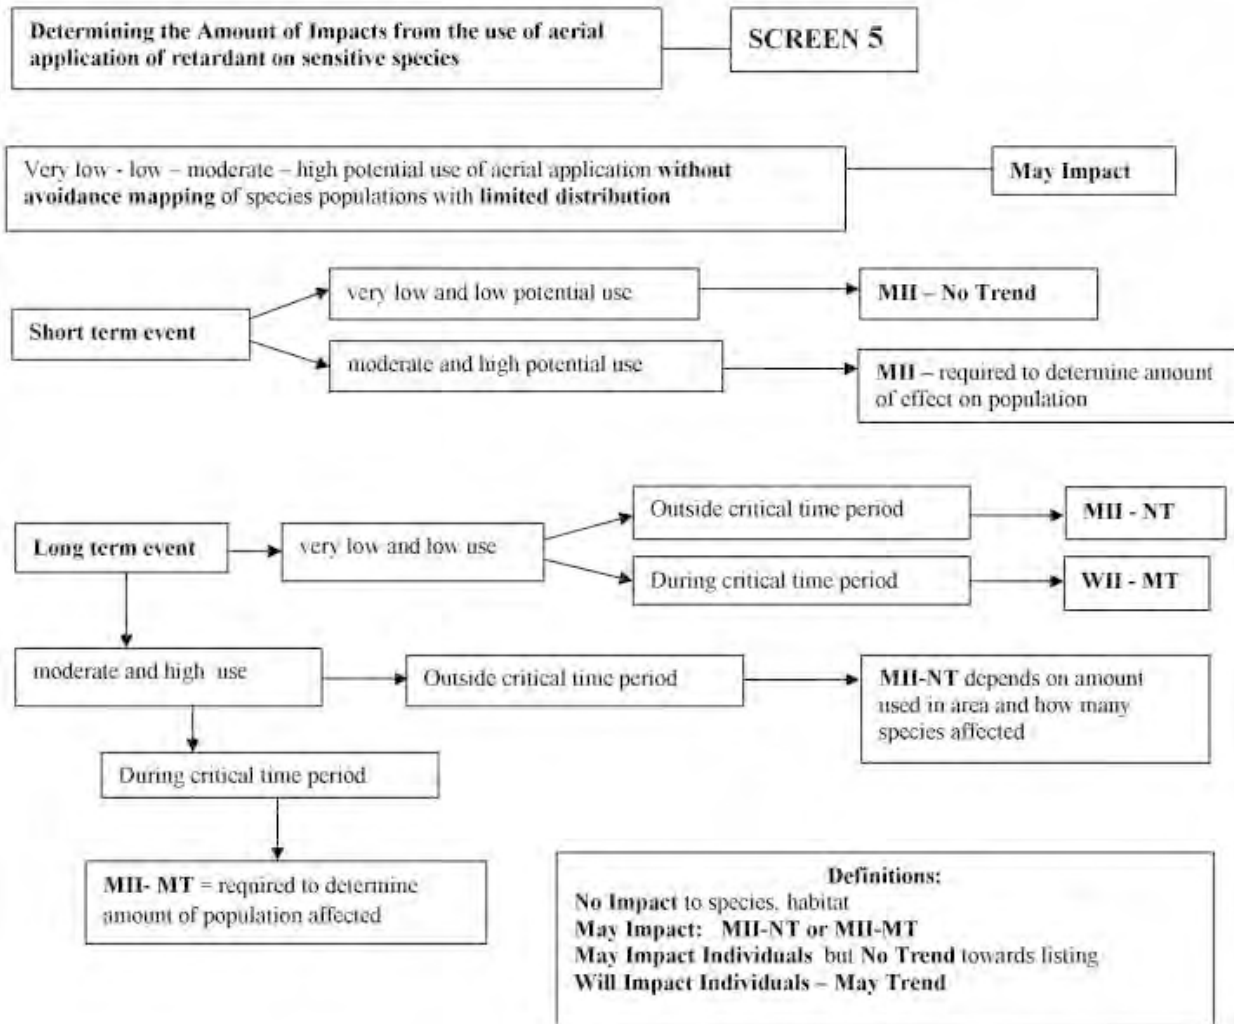 Determining the Amount of Impacts from the use of aerial
application of retardant on sensitive species
SCREEN 5
Very low - low – moderate – high potential use of aerial application without
avoidance mapping of species populations with limited distribution
May Impact
Short term event
very low and low potential use
MII – No Trend
moderate and high potential use
MII – required to determine amount
of effect on population
Long term event
very low and low use
Outside critical time period
MII - NT
During critical time period
WII - MT
moderate and high use
Outside critical time period
MII-NT depends on amount
used in area and how many
species affected
During critical time period
MII- MT = required to determine
amount of population affected
Definitions:
No Impact to species, habitat
May Impact: MII-NT or MII-MT
May Impact Individuals but No Trend towards listing
Will Impact Individuals – May Trend